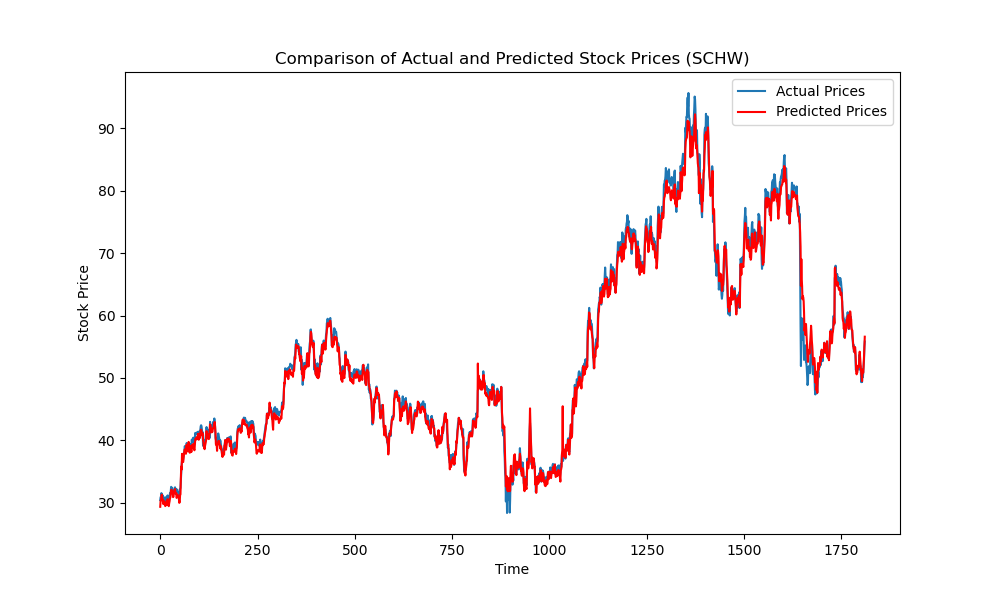 Comparison of Actual and Predicted Stock Prices (SCHW)
Actual Prices
Predicted Prices
90
80
70
60
50
40
30
Stock Price
0 250 500 750 1000 1250 1500 1750
Time